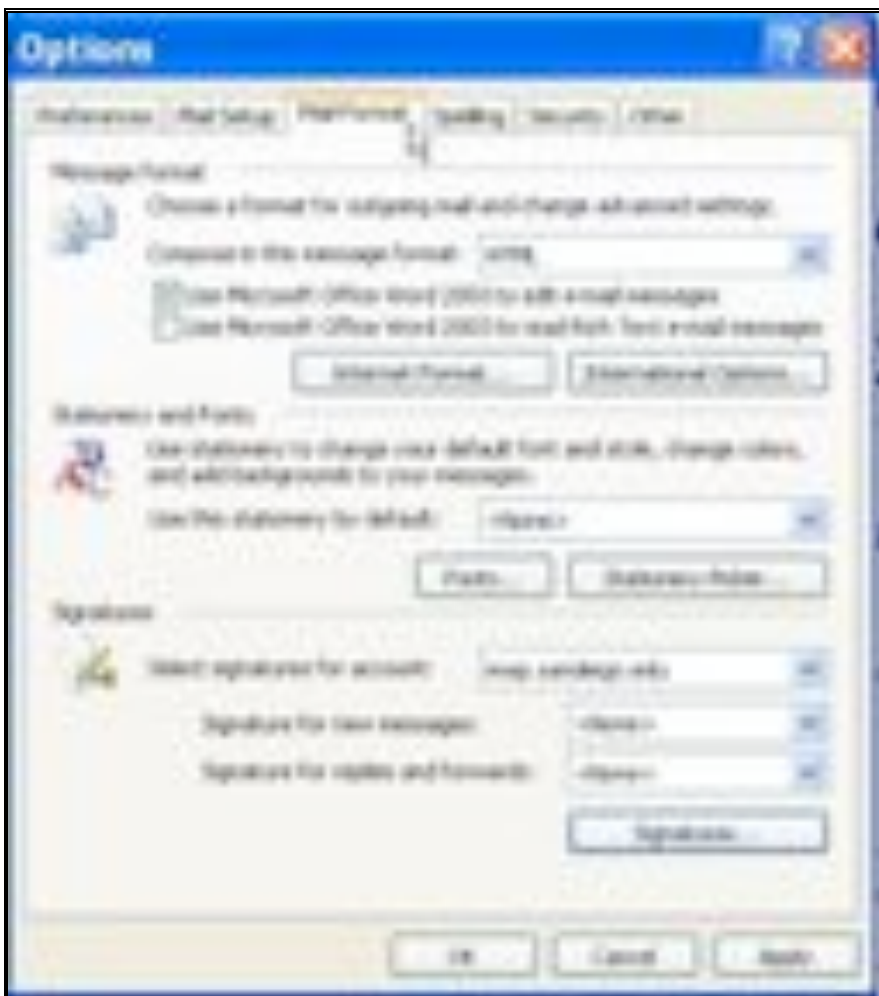 Options
Preferences Mail Setup Mail Format Spelling Security Other
Message Format
Choose a format for outgoing mail and change advanced settings.
Compose in this message format: HTML
Use Microsoft Office Word 2003 to edit e-mail messages
Use Microsoft Office Word 2003 to read Rich Text e-mail messages
Internet Format... International Options...
Stationery and Fonts
Use stationery to change your default font and style, change colors,
and add backgrounds to your messages.
Use this stationery by default: <None>
Fonts... Stationery Picker...
Signatures
Select signatures for account: imap.sandiego.edu
Signature for new messages: <None>
Signature for replies and forwards: <None>
Signatures...
OK Cancel Apply